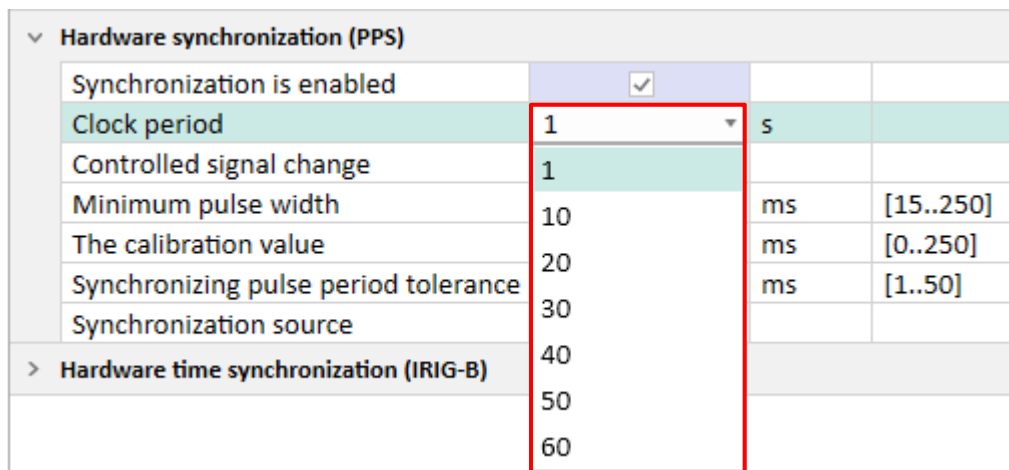 Hardware synchronization (PPS)
Synchronization is enabled
Clock period 1 s
Controlled signal change 1
Minimum pulse width 10 ms [15..250]
The calibration value 20 ms [0..250]
Synchronizing pulse period tolerance 30 ms [1..50]
Synchronization source 40
Hardware time synchronization (IRIG-B) 50
60